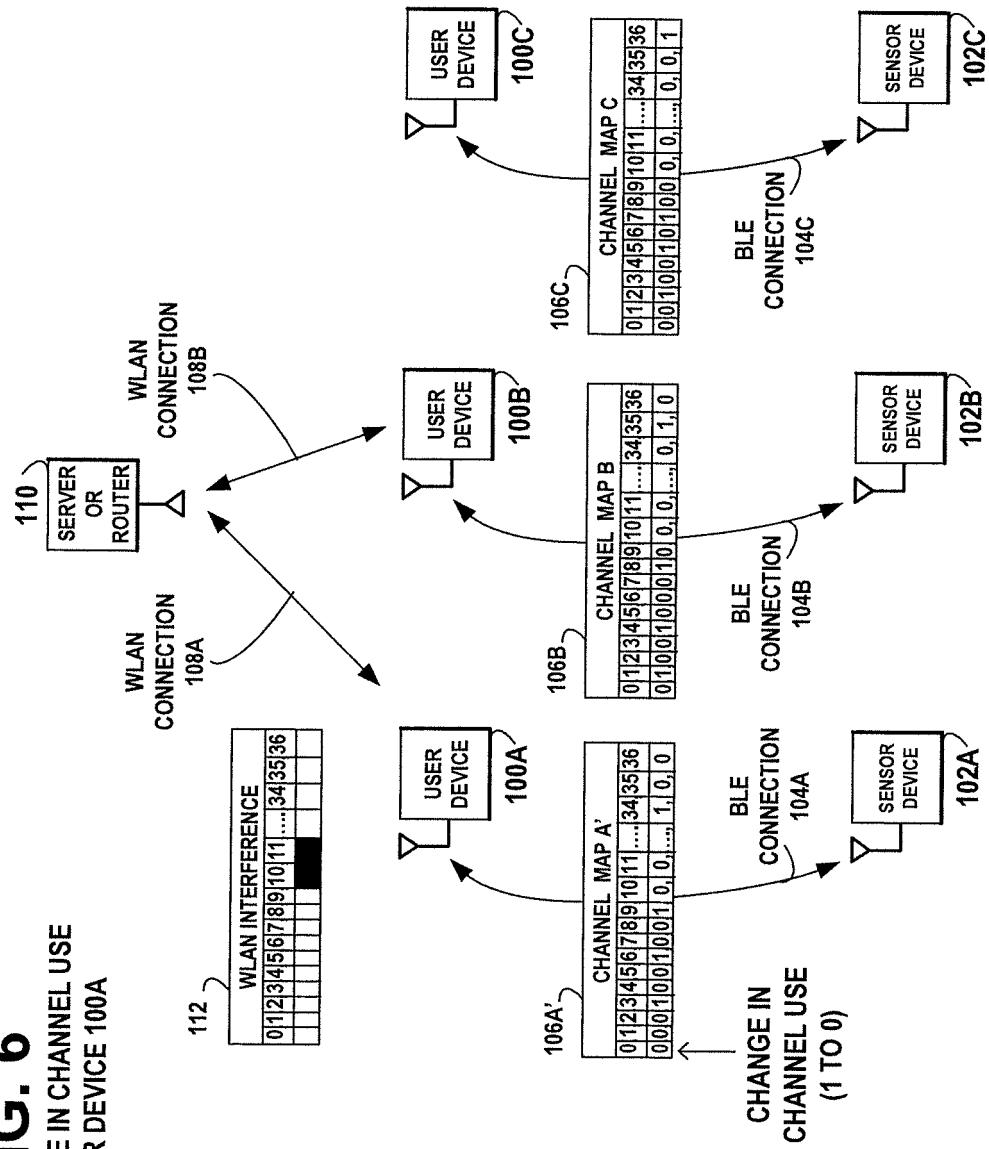 IG. 6
E IN CHANNEL USE
R DEVICE 100A
110
SERVER
OR
ROUTER
WLAN
CONNECTION
108A
WLAN
CONNECTION
108B
112
WLAN INTERFERENCE
0 1 2 3 4 5 6 7 8 9 10 11 .... 34 35 36
USER
DEVICE
100A
USER
DEVICE
100B
USER
DEVICE
100C
106A'
CHANNEL MAP A'
0 1 2 3 4 5 6 7 8 9 10 11 .... 34 35 36
0 0 0 1 0 0 1 0 0 1 0, 0, ...., 1, 0, 0
106B
CHANNEL MAP B
0 1 2 3 4 5 6 7 8 9 10 11 .... 34 35 36
0 1 0 0 1 0 0 0 1 0 0, 0, ...., 0, 1, 0
106C
CHANNEL MAP C
0 1 2 3 4 5 6 7 8 9 10 11 .... 34 35 36
0 0 1 0 0 1 0 1 0 0 0, 0, ...., 0, 0, 1
CHANGE IN
CHANNEL USE
(1 TO 0)
BLE
CONNECTION
104A
BLE
CONNECTION
104B
BLE
CONNECTION
104C
SENSOR
DEVICE
102A
SENSOR
DEVICE
102B
SENSOR
DEVICE
102C